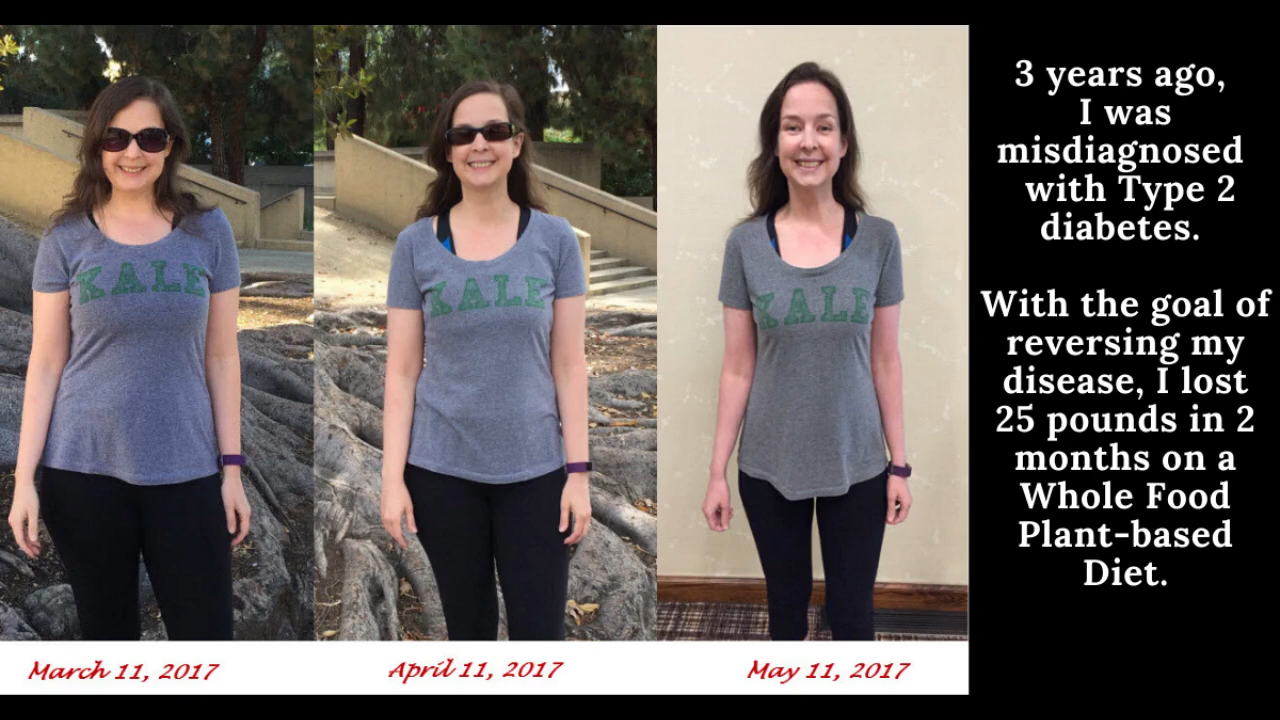 KALE
KALE
KALE
March 11, 2017
April 11, 2017
May 11, 2017
3 years ago,
I was
misdiagnosed
with Type 2
diabetes.
With the goal of
reversing my
disease, I lost
25 pounds in 2
months on a
Whole Food
Plant-based
Diet.